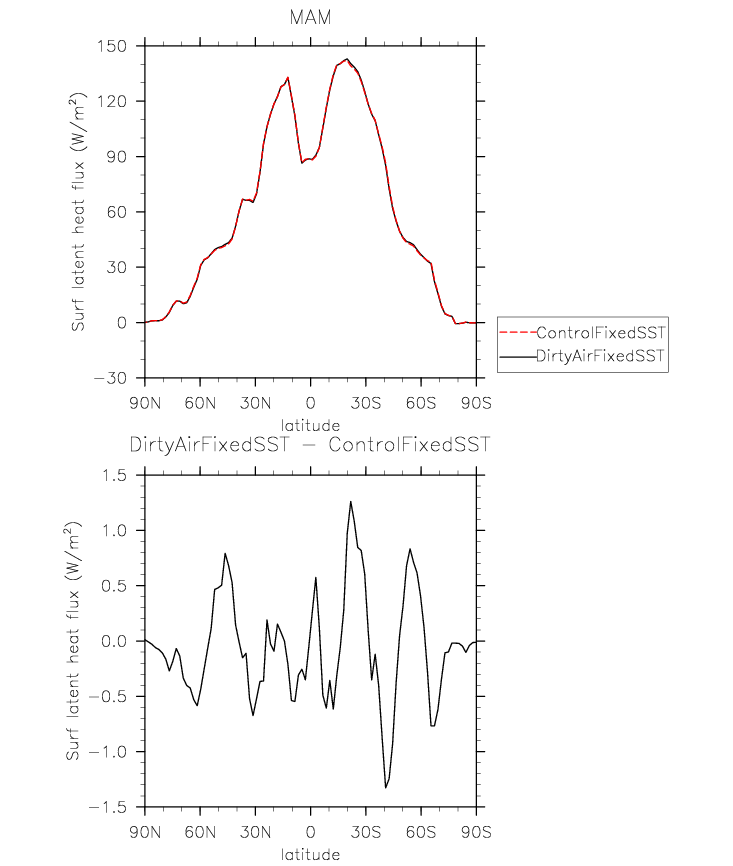 MAM
Surf latent heat flux (W/m²)
150
120
90
60
30
0
−30
90N 60N 30N 0 30S 60S 90S
latitude
ControlFixedSST
DirtyAirFixedSST
DirtyAirFixedSST − ControlFixedSST
Surf latent heat flux (W/m²)
1.5
1.0
0.5
0.0
−0.5
−1.0
−1.5
90N 60N 30N 0 30S 60S 90S
latitude